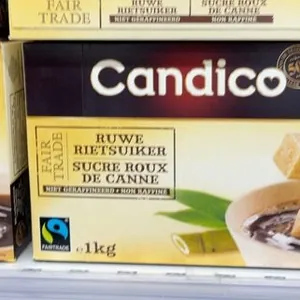 FAIR
TRADE
RUWE
RIETSUIKER
SUCRE ROUX
DE CANNE
NIET GERAFFINEERD • NON RAFFINÉ
Candico
FAIR
TRADE
RUWE
RIETSUIKER
SUCRE ROUX
DE CANNE
NIET GERAFFINEERD • NON RAFFINÉ
FAIRTRADE
e 1kg